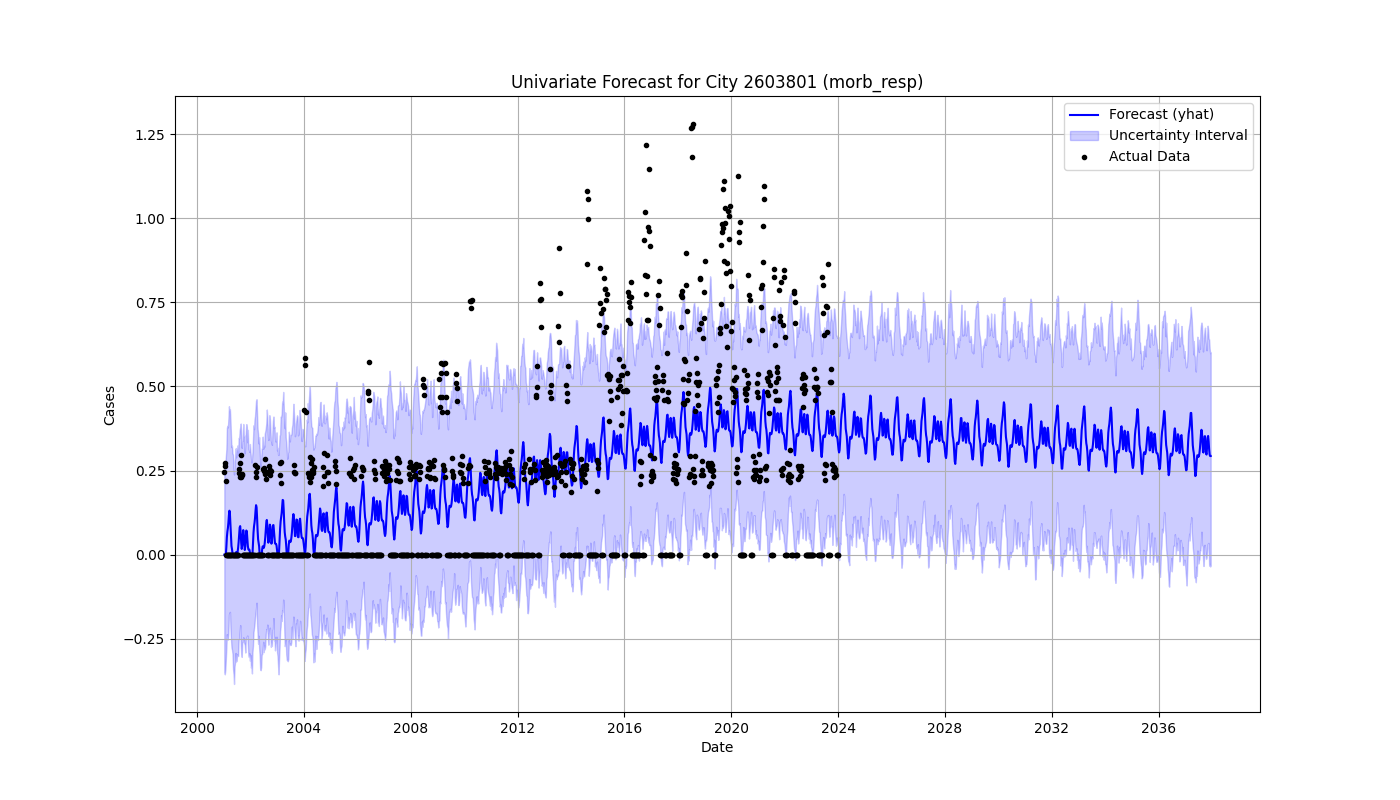 Univariate Forecast for City 2603801 (morb_resp)
Forecast (yhat)
Uncertainty Interval
Actual Data
1.25
1.00
0.75
0.50
0.25
0.00
−0.25
Cases
2000 2004 2008 2012 2016 2020 2024 2028 2032 2036
Date